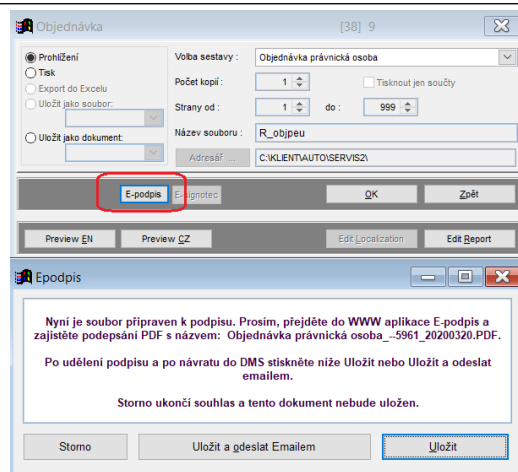 Objednávka [38] 9
Prohlížení Volba sestavy : Objednávka právnická osoba
Tisk
Export do Excelu Počet kopií : 1 Tisknout jen součty
Uložit jako soubor: Strany od : 1 do : 999
Uložit jako dokument: Název souboru : R_objpeu
Adresář ... C:\KLIENT\AUTO\SERVIS2\
E-podpis E-signotec OK Zpět
Preview EN Preview CZ Edit Localization Edit Report
Epodpis
Nyní je soubor připraven k podpisu. Prosím, přejděte do WWW aplikace E-podpis a
zajistěte podepsání PDF s názvem: Objednávka právnická osoba_--5961_20200320.PDF.
Po udělení podpisu a po návratu do DMS stiskněte níže Uložit nebo Uložit a odeslat
emailem.
Storno ukončí souhlas a tento dokument nebude uložen.
Storno Uložit a odeslat Emailem Uložit